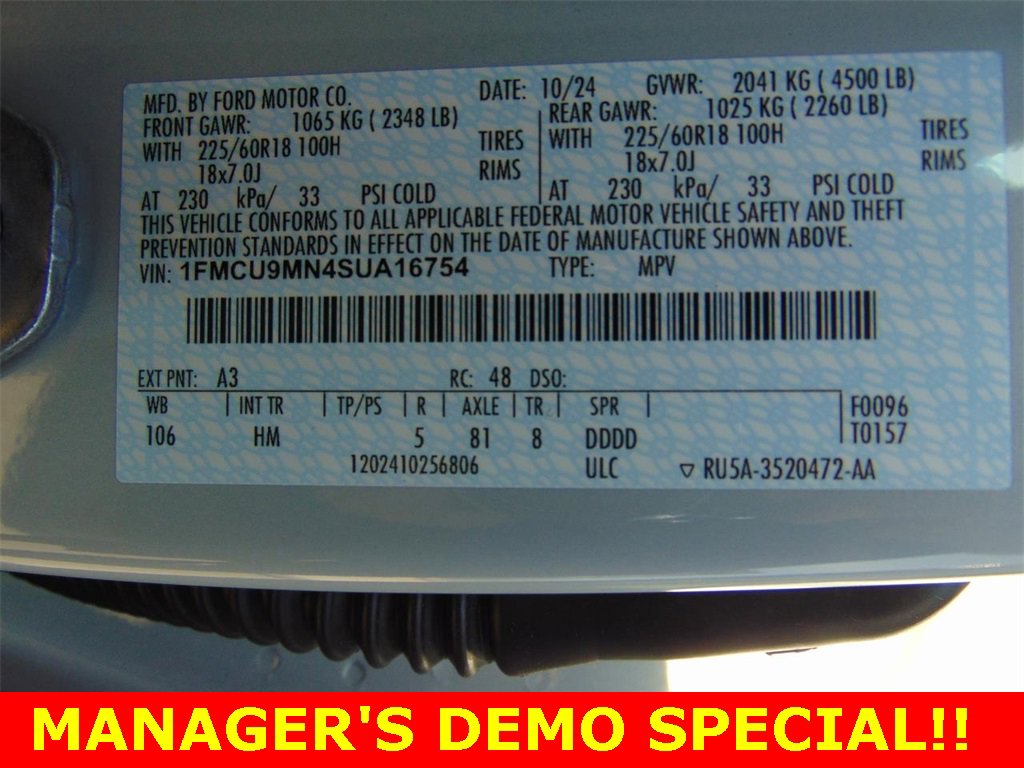 MFD. BY FORD MOTOR CO. DATE: 10/24 GVWR: 2041 KG ( 4500 LB)
FRONT GAWR: 1065 KG ( 2348 LB) REAR GAWR: 1025 KG ( 2260 LB)
WITH 225/60R18 100H TIRES WITH 225/60R18 100H TIRES
18x7.0J RIMS 18x7.0J RIMS
AT 230 kPa/ 33 PSI COLD AT 230 kPa/ 33 PSI COLD
THIS VEHICLE CONFORMS TO ALL APPLICABLE FEDERAL MOTOR VEHICLE SAFETY AND THEFT
PREVENTION STANDARDS IN EFFECT ON THE DATE OF MANUFACTURE SHOWN ABOVE.
VIN: 1FMCU9MN4SUA16754 TYPE: MPV
EXT PNT: A3 RC: 48 DSO:
WB INT TR TP/PS R AXLE TR SPR F0096
106 HM 5 81 8 DDDD T0157
1202410256806 ULC ▽ RU5A-3520472-AA
MANAGER'S DEMO SPECIAL!!